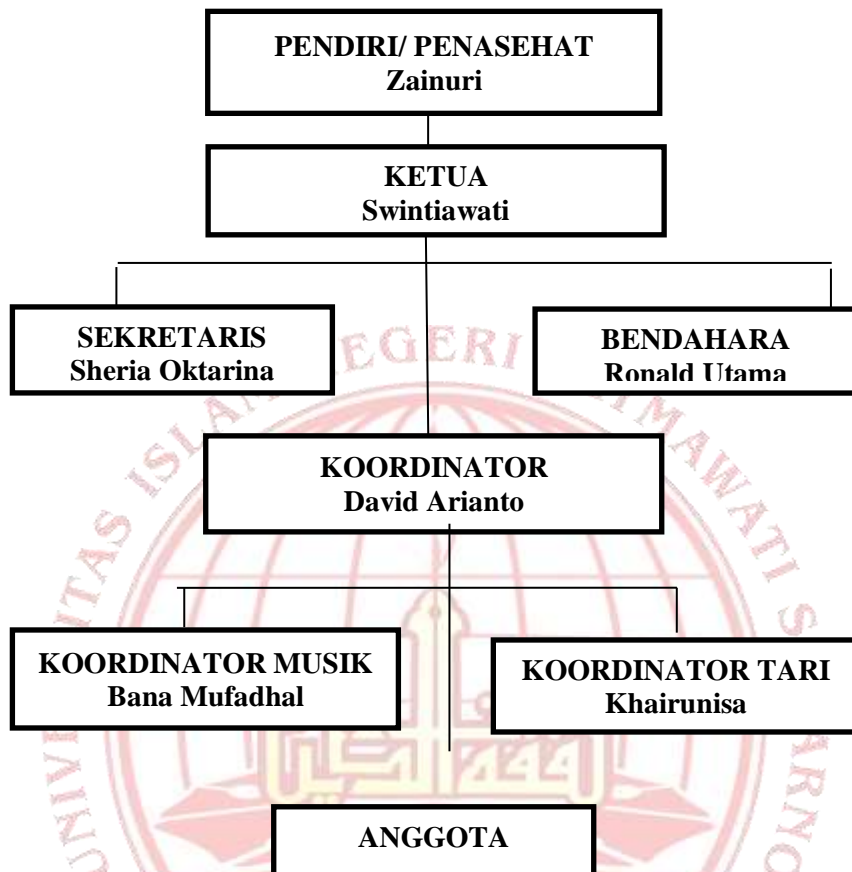 PENDIRI/ PENASEHAT
Zainuri
KETUA
Swintiawati
SEKRETARIS
Sheria Oktarina
BENDAHARA
Ronald Utama
KOORDINATOR
David Arianto
KOORDINATOR MUSIK
Bana Mufadhal
KOORDINATOR TARI
Khairunisa
ANGGOTA